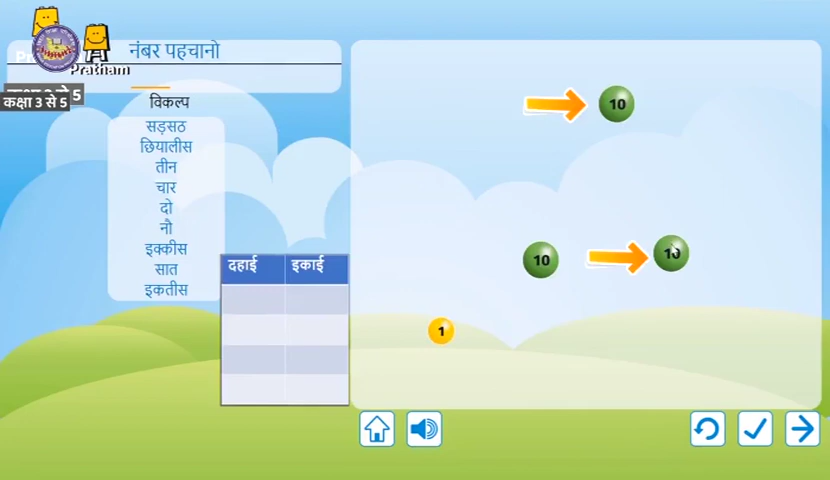 नंबर पहचानो
Pratham
कक्षा 3 से 5
विकल्प
सड़सठ
छियालीस
तीन
चार
दो
नौ
इक्कीस
सात
इकतीस
दहाई इकाई
10
10
10
1